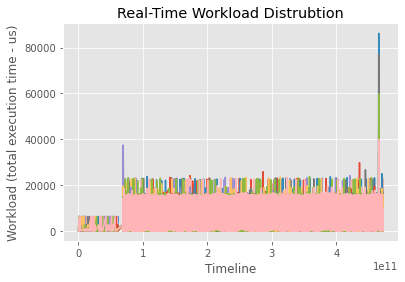 Real-Time Workload Distrubtion
Workload (total execution time - us)
80000
60000
40000
20000
0
0 1 2 3 4
1e11
Timeline